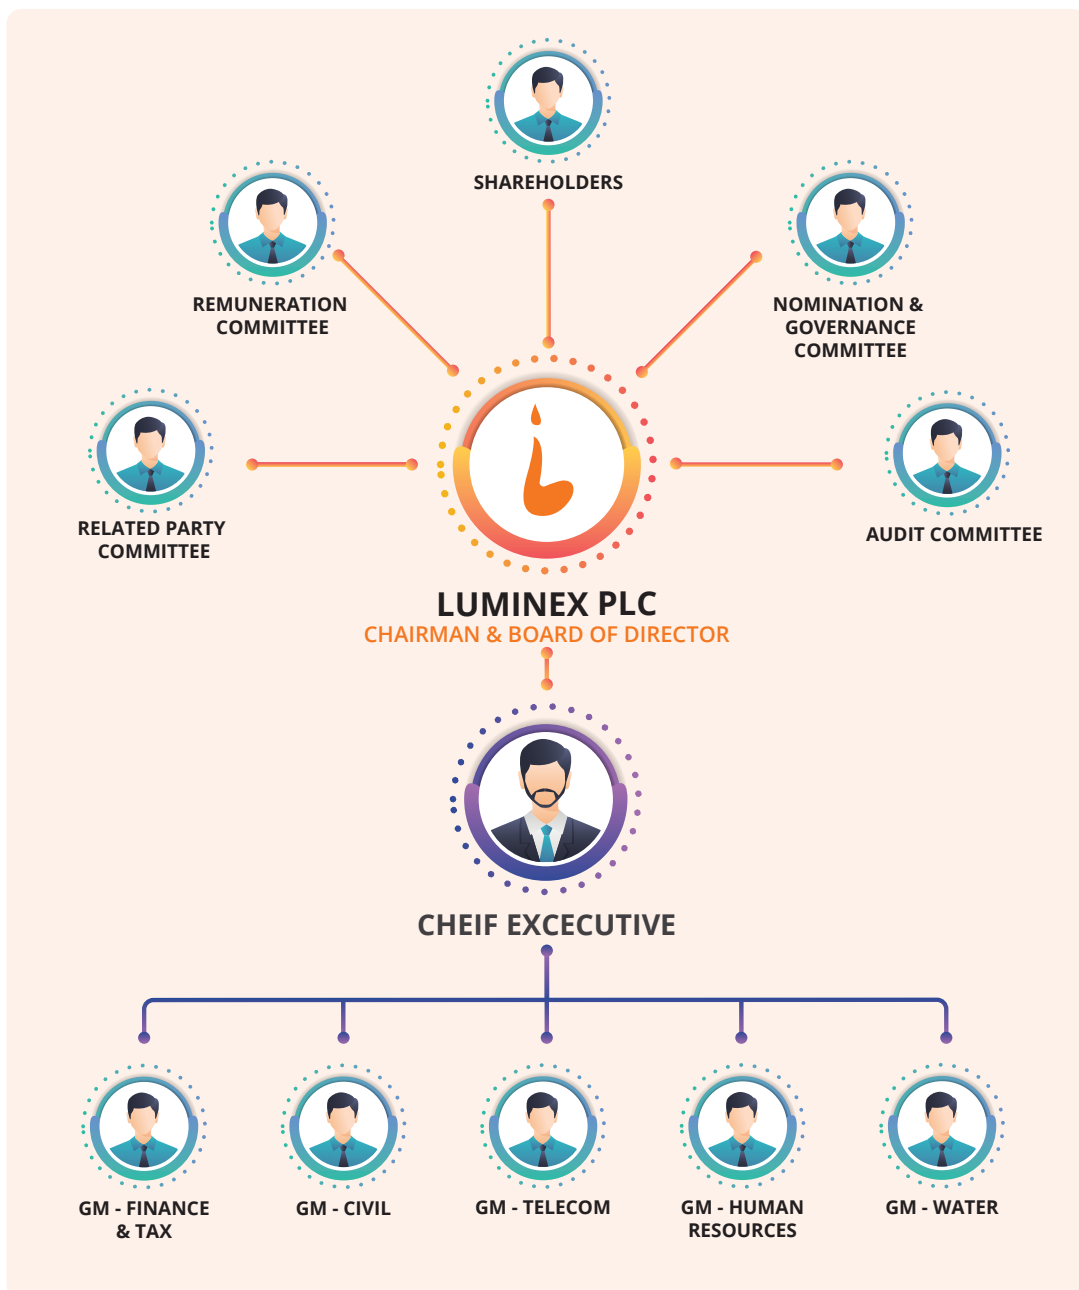 SHAREHOLDERS
REMUNERATION
COMMITTEE
NOMINATION &
GOVERNANCE
COMMITTEE
RELATED PARTY
COMMITTEE
AUDIT COMMITTEE
LUMINEX PLC
CHAIRMAN & BOARD OF DIRECTOR
CHEIF EXCECUTIVE
GM - FINANCE
& TAX
GM - CIVIL
GM - TELECOM
GM - HUMAN
RESOURCES
GM - WATER